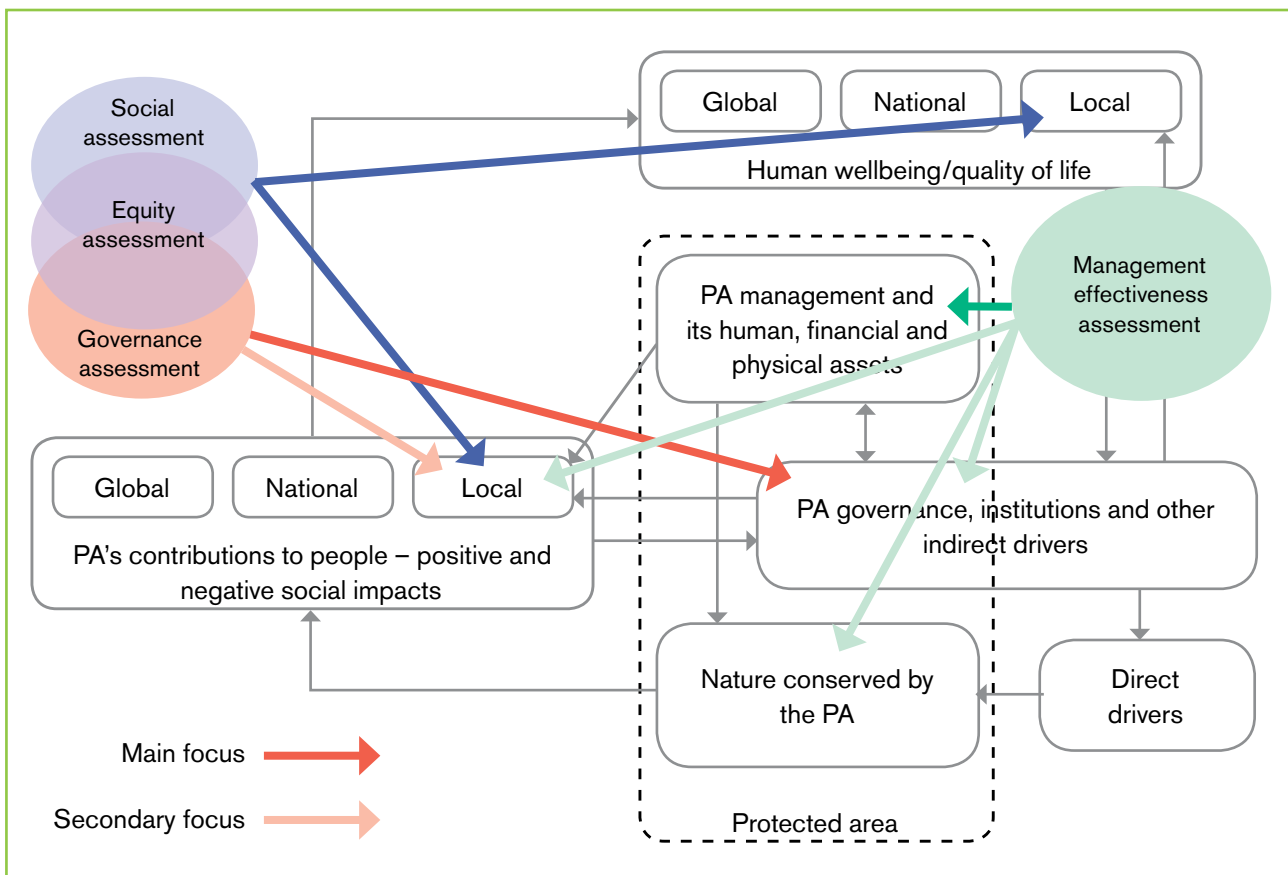 Social
assessment
Equity
assessment
Governance
assessment
Global
National
Local
Human wellbeing/quality of life
Management
effectiveness
assessment
PA management and
its human, financial and
physical assets
Global
National
Local
PA’s contributions to people – positive and
negative social impacts
PA governance, institutions and other
indirect drivers
Nature conserved by
the PA
Direct
drivers
Main focus
Secondary focus
Protected area